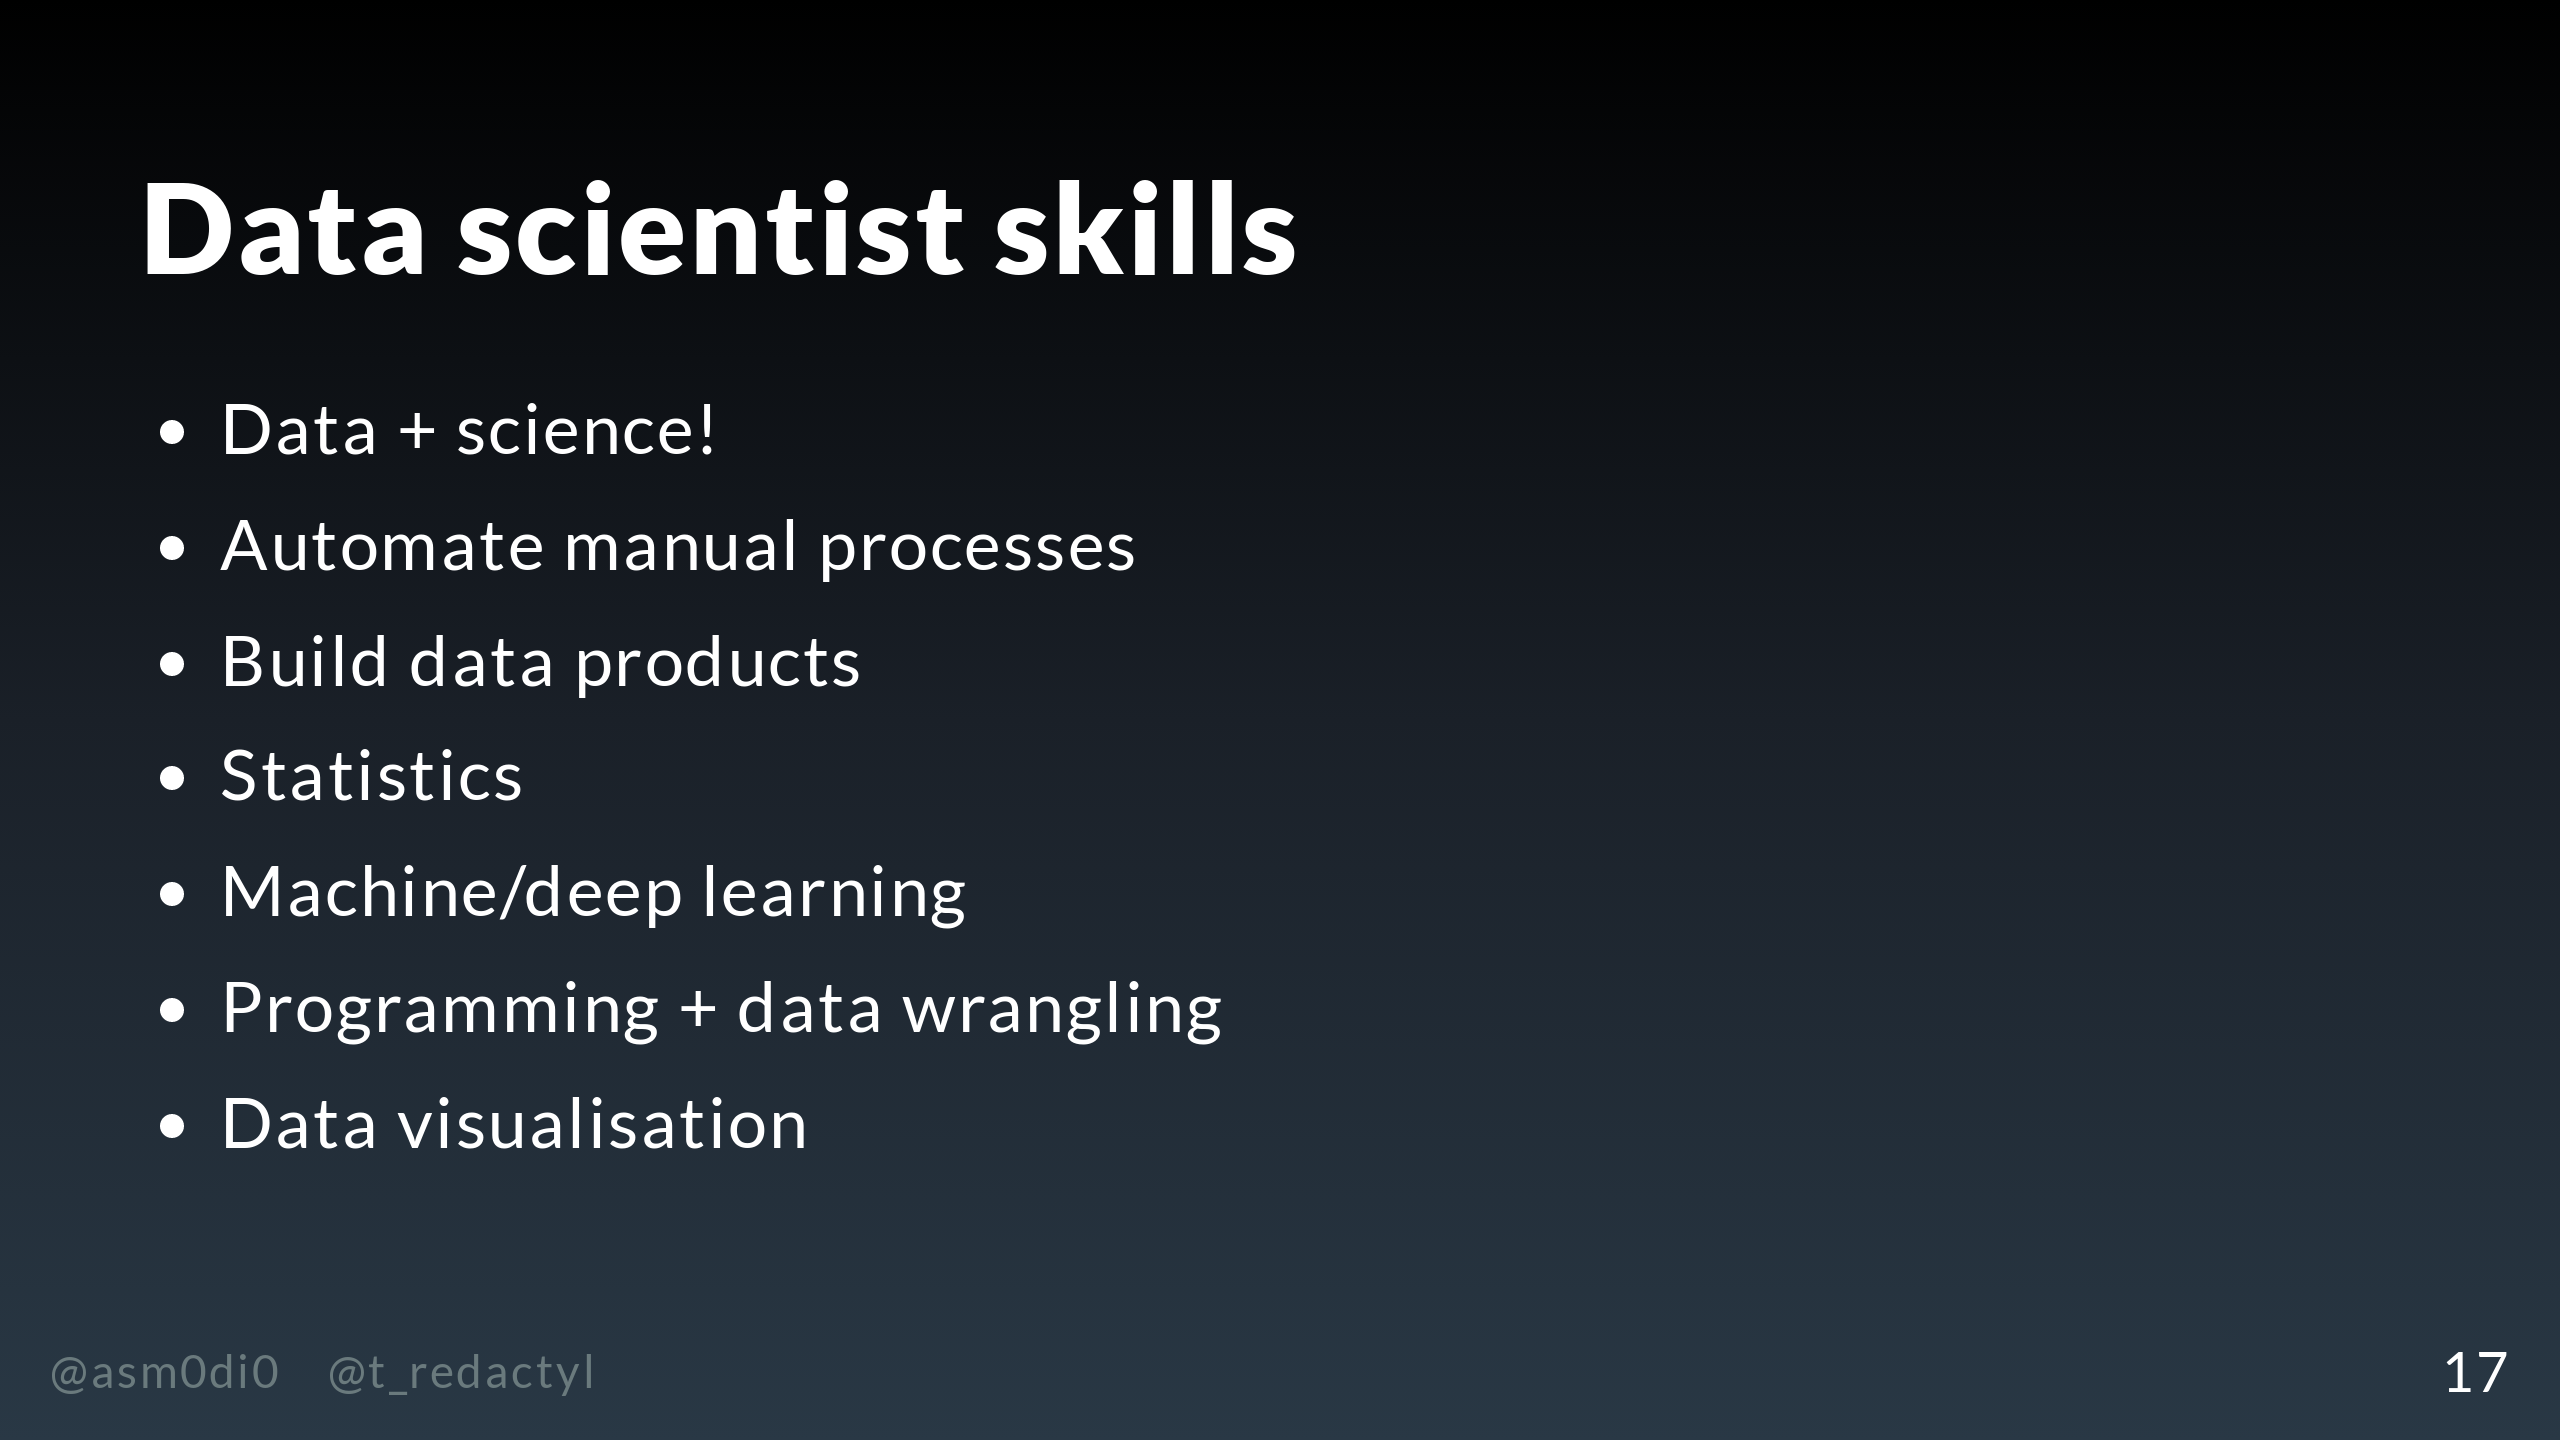 Data scientist skills
• Data + science!
• Automate manual processes
• Build data products
• Statistics
• Machine/deep learning
• Programming + data wrangling
• Data visualisation
@asm0di0 @t_redactyl
17